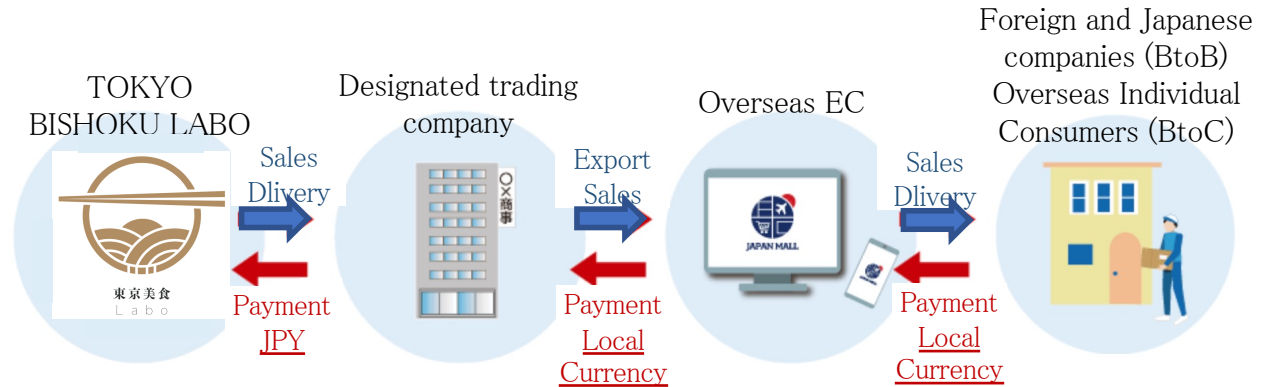 TOKYO
BISHOKU LABO
東京美食
Labo
Sales
Dlivery
Payment
JPY
Designated trading
company
〇×商事
Export
Sales
Payment
Local
Currency
Overseas EC
JAPAN MALL
Sales
Dlivery
Payment
Local
Currency
Foreign and Japanese
companies (BtoB)
Overseas Individual
Consumers (BtoC)